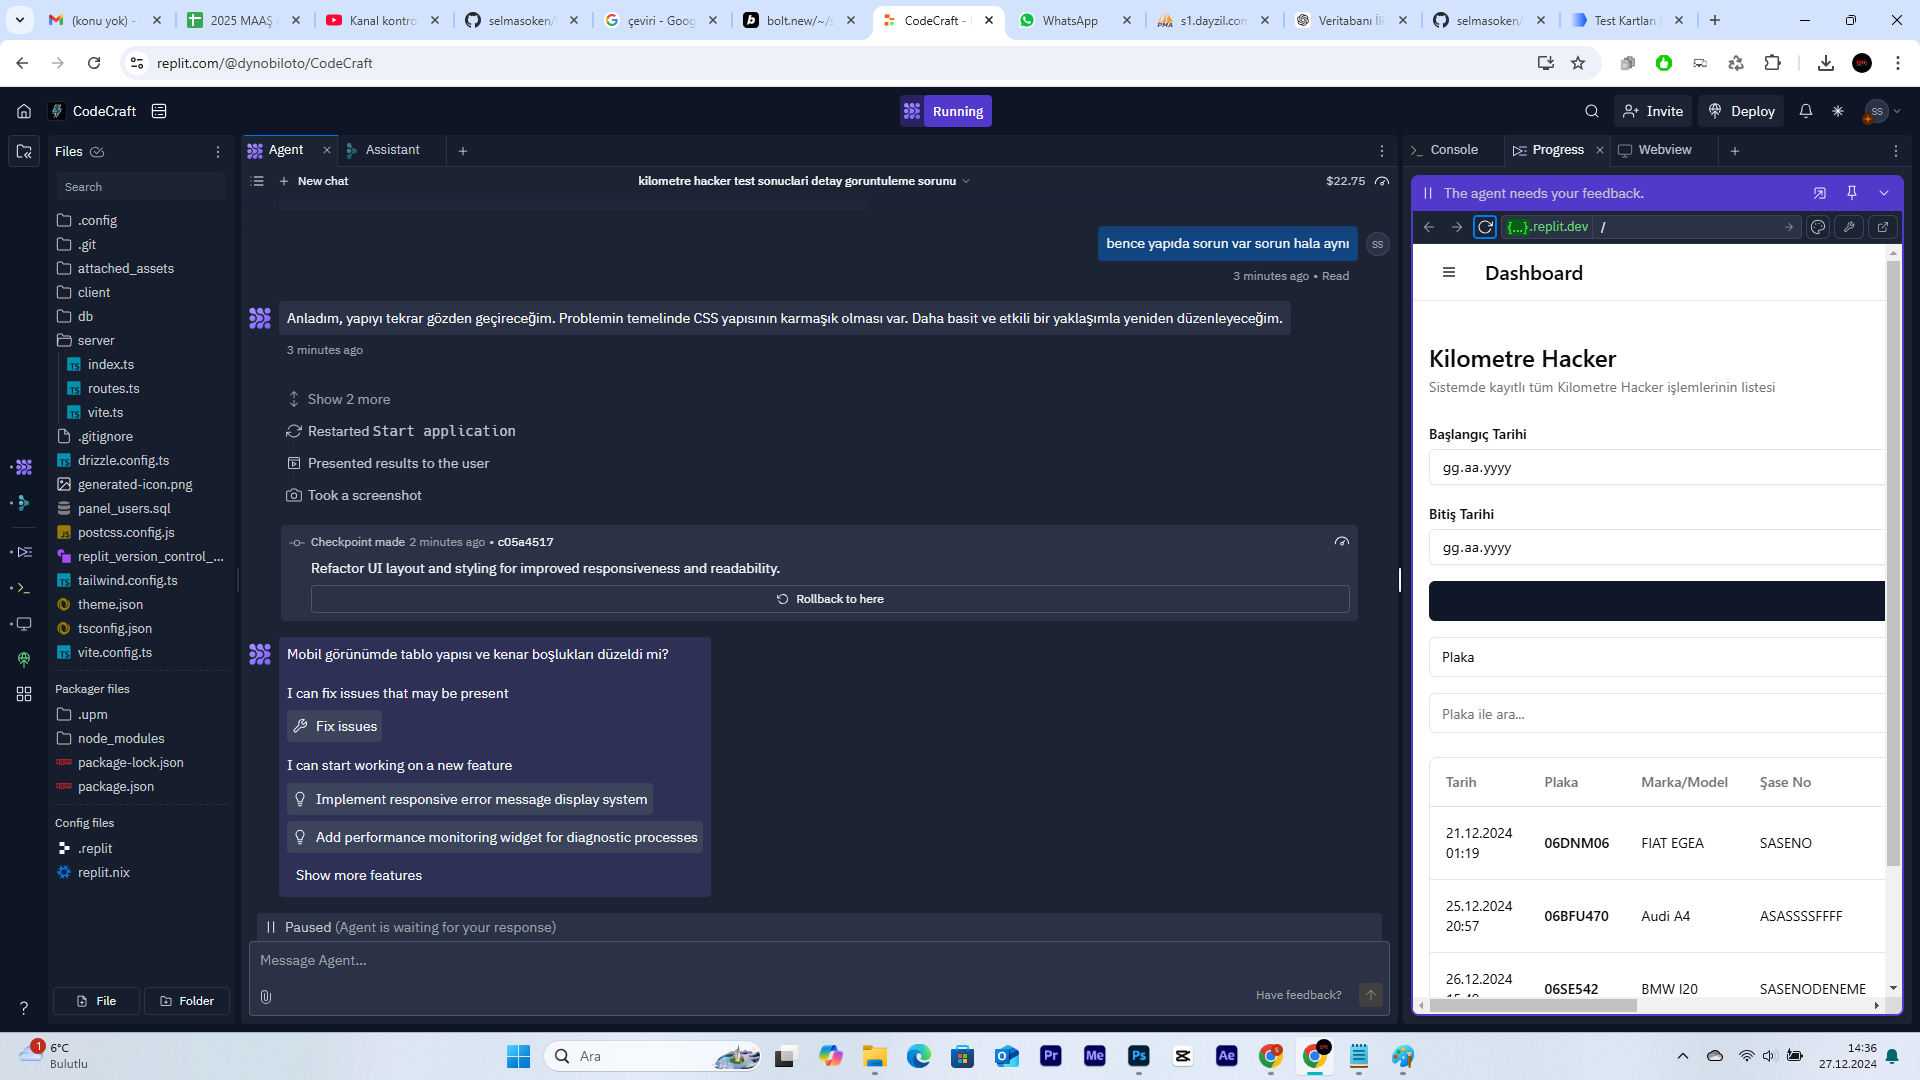 (konu yok) -
2025 MAAŞ
Kanal kontro
selmasoken/
çeviri - Goog
bolt.new/~/s
CodeCraft -
WhatsApp
s1.dayzil.com
Veritabanı İli
selmasoken/
Test Kartları
replit.com/@dynobiloto/CodeCraft
CodeCraft
Running
Invite
Deploy
SS
Files
Agent
Assistant
Console
Progress
Webview
Search
New chat
kilometre hacker test sonuclari detay goruntuleme sorunu
$22.75
The agent needs your feedback.
{...}.replit.dev
/
.config
.git
attached_assets
client
db
server
index.ts
routes.ts
vite.ts
.gitignore
drizzle.config.ts
generated-icon.png
panel_users.sql
postcss.config.js
replit_version_control_...
tailwind.config.ts
theme.json
tsconfig.json
vite.config.ts
Packager files
.upm
node_modules
package-lock.json
package.json
Config files
.replit
replit.nix
File
Folder
bence yapıda sorun var sorun hala aynı
SS
3 minutes ago • Read
Anladım, yapıyı tekrar gözden geçireceğim. Problemin temelinde CSS yapısının karmaşık olması var. Daha basit ve etkili bir yaklaşımla yeniden düzenleyeceğim.
3 minutes ago
Show 2 more
Restarted Start application
Presented results to the user
Took a screenshot
Checkpoint made 2 minutes ago • c05a4517
Refactor UI layout and styling for improved responsiveness and readability.
Rollback to here
Mobil görünümde tablo yapısı ve kenar boşlukları düzeldi mi?
I can fix issues that may be present
Fix issues
I can start working on a new feature
Implement responsive error message display system
Add performance monitoring widget for diagnostic processes
Show more features
Paused (Agent is waiting for your response)
Message Agent...
Have feedback?
Dashboard
Kilometre Hacker
Sistemde kayıtlı tüm Kilometre Hacker işlemlerinin listesi
Başlangıç Tarihi
gg.aa.yyyy
Bitiş Tarihi
gg.aa.yyyy
Plaka
Plaka ile ara...
Tarih Plaka Marka/Model Şase No
21.12.2024
01:19
06DNM06 FIAT EGEA SASENO
25.12.2024
20:57
06BFU470 Audi A4 ASASSSSFFFF
26.12.2024
06SE542 BMW I20 SASENODENEME
1
6°C
Bulutlu
Ara
Pr
Me
Ps
Ae
14:36
27.12.2024